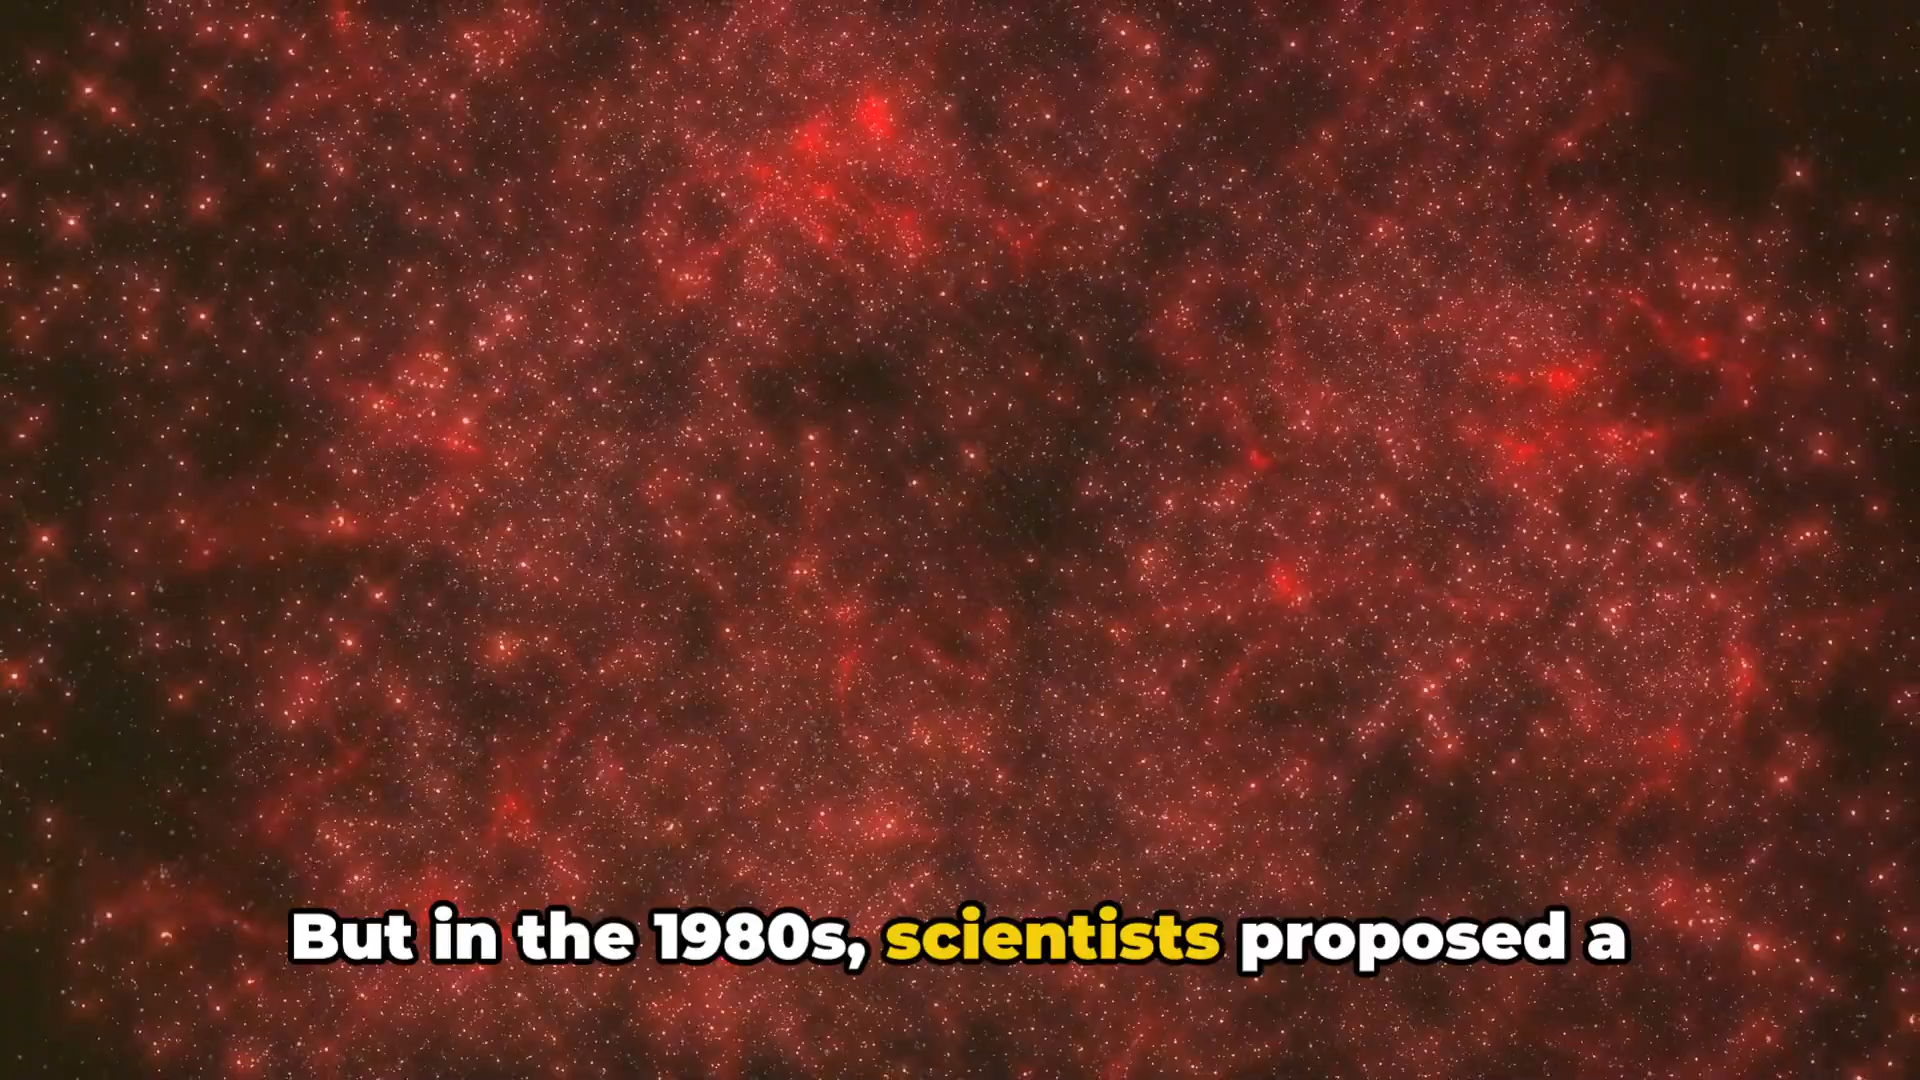 But in the 1980s, scientists proposed a